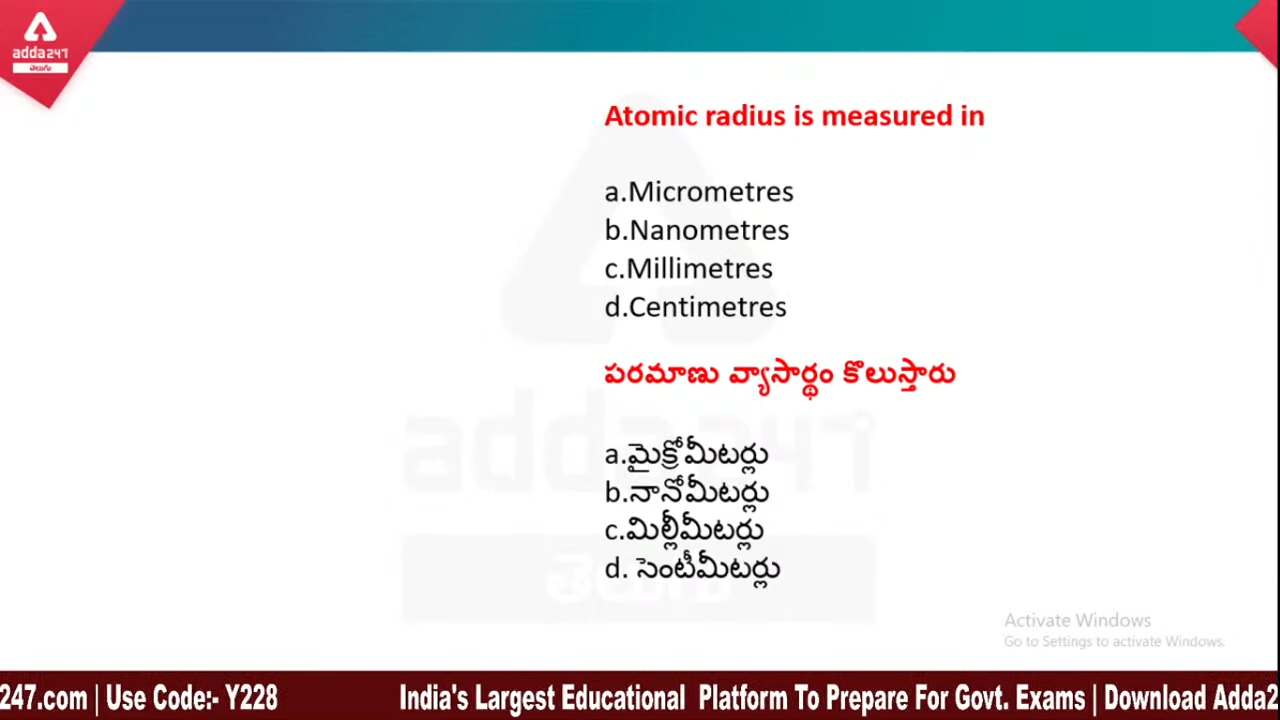 adda247
తెలుగు
Atomic radius is measured in
a.Micrometres
b.Nanometres
c.Millimetres
d.Centimetres
పరమాణు వ్యాసార్థం కొలుస్తారు
a.మైక్రోమీటర్లు
b.నానోమీటర్లు
c.మిల్లీమీటర్లు
d. సెంటీమీటర్లు
adda247
తెలుగు
Activate Windows
Go to Settings to activate Windows.
247.com | Use Code:- Y228 India's Largest Educational Platform To Prepare For Govt. Exams | Download Adda2